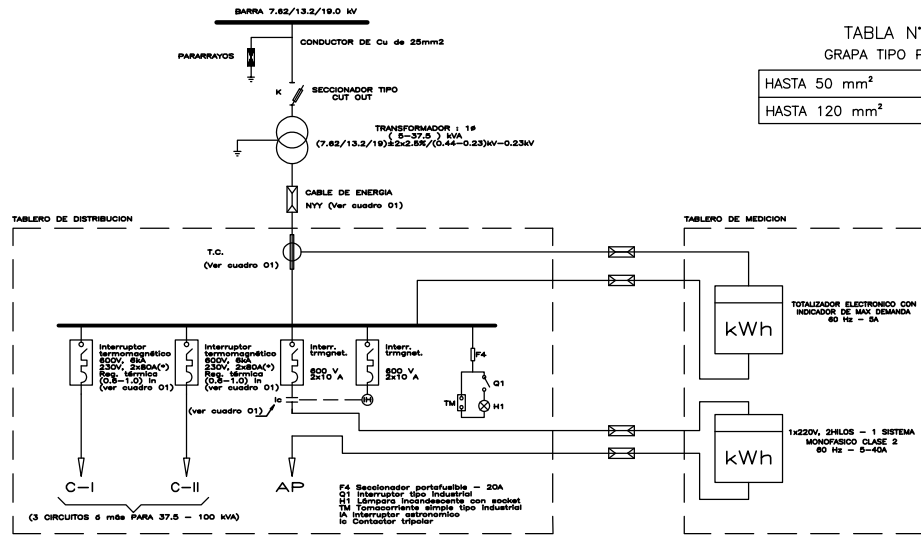 BARRA 7.62/13.2/19.0 kV
CONDUCTOR DE Cu de 25mm2
PARARRAYOS
K
SECCIONADOR TIPO
CUT OUT
TRANSFORMADOR : 1ø
( 5-37.5 ) kVA
(7.62/13.2/19)±2x2.5%/(0.44-0.23)kV-0.23kV
CABLE DE ENERGIA
NYY (Ver cuadro 01)
TABLA N°
GRAPA TIPO P
HASTA 50 mm²
HASTA 120 mm²
TABLERO DE DISTRIBUCION
T.C.
(Ver cuadro 01)
Interruptor
termomagnético
600V, 6kA
230V, 2x80A(*)
Reg. térmica
(0.8-1.0) In
(ver cuadro 01)
Interruptor
termomagnético
600V, 6kA
230V, 2x80A(*)
Reg. térmica
(0.8-1.0) In
(ver cuadro 01)
Interr.
trmgnet.
600 V
2x10 A
Interr.
trmgnet.
600 V
2x10 A
F4
Q1
TM
H1
Ic
(ver cuadro 01)
C-I
C-II
AP
(3 CIRCUITOS ó más PARA 37.5 - 100 kVA)
F4 Seccionador portafusible - 20A
Q1 Interruptor tipo industrial
H1 Lámpara incandescente con socket
TM Tomacorriente simple tipo industrial
IA Interruptor astronomico
Ic Contactor tripolar
TABLERO DE MEDICION
kWh
TOTALIZADOR ELECTRONICO CON
INDICADOR DE MAX DEMANDA
60 Hz - 5A
kWh
1x220V, 2HILOS - 1 SISTEMA
MONOFASICO CLASE 2
60 Hz - 5-40A